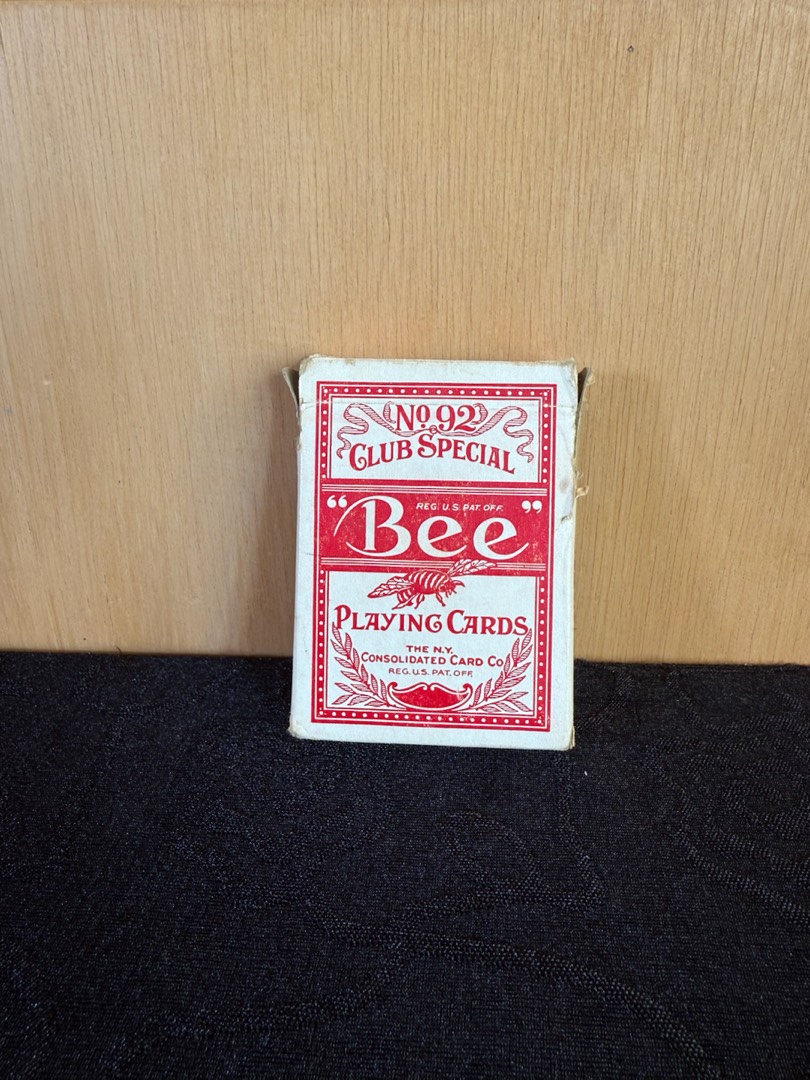 No. 92
CLUB SPECIAL
REG. U.S. PAT. OFF.
"Bee"
PLAYING CARDS
THE N.Y.
CONSOLIDATED CARD CO
REG. U.S. PAT. OFF.